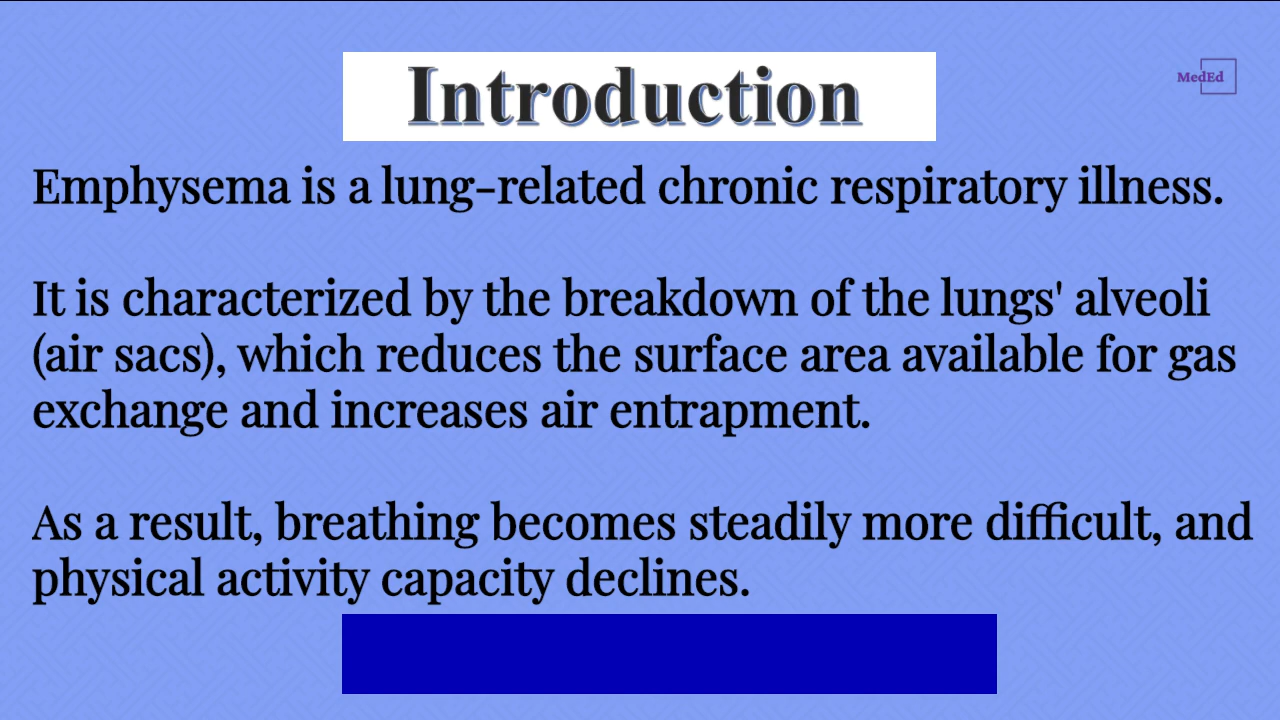 Introduction
MedEd
Emphysema is a lung-related chronic respiratory illness.
It is characterized by the breakdown of the lungs' alveoli
(air sacs), which reduces the surface area available for gas
exchange and increases air entrapment.
As a result, breathing becomes steadily more difficult, and
physical activity capacity declines.